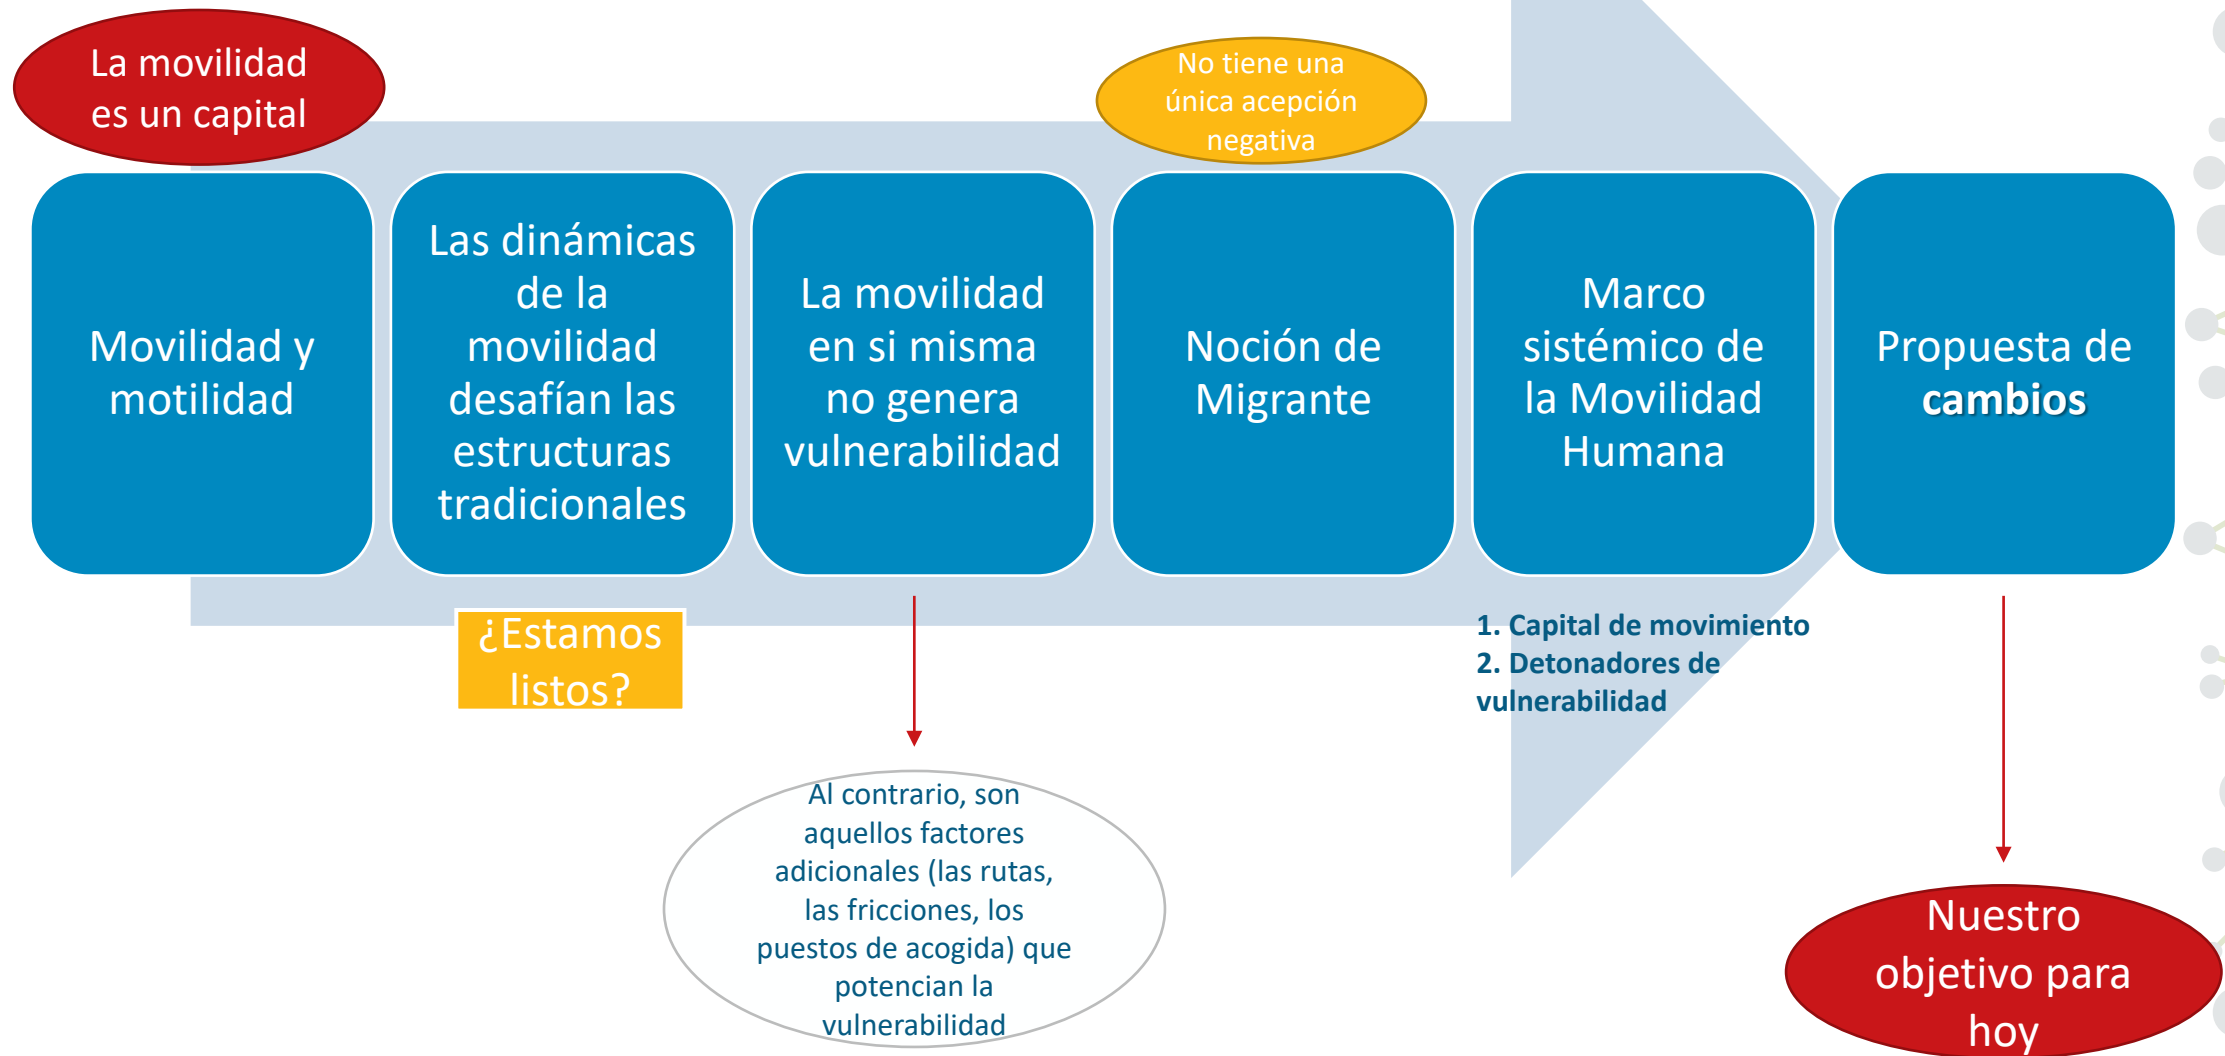 La movilidad
es un capital
No tiene una
única acepción
negativa
Movilidad y
motilidad
Las dinámicas
de la
movilidad
desafían las
estructuras
tradicionales
La movilidad
en si misma
no genera
vulnerabilidad
Noción de
Migrante
Marco
sistémico de
la Movilidad
Humana
Propuesta de
cambios
¿Estamos
listos?
1. Capital de movimiento
2. Detonadores de
vulnerabilidad
Al contrario, son
aquellos factores
adicionales (las rutas,
las fricciones, los
puestos de acogida) que
potencian la
vulnerabilidad
Nuestro
objetivo para
hoy